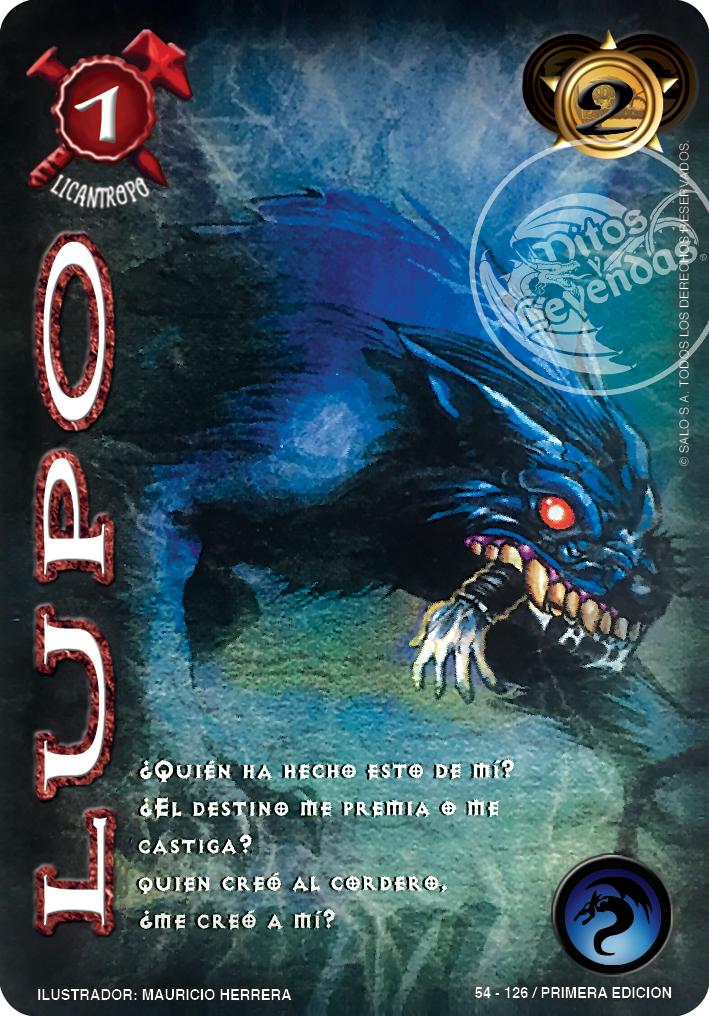 1
LICANTROPO
2
Mitos
y
Leyendas
®
© SALO S.A. TODOS LOS DERECHOS RESERVADOS.
LUPO
¿QUIÉN HA HECHO ESTO DE MÍ?
¿EL DESTINO ME PREMIA O ME
CASTIGA?
QUIEN CREÓ AL CORDERO,
¿ME CREÓ A MÍ?
ILUSTRADOR: MAURICIO HERRERA
54 - 126 / PRIMERA EDICION